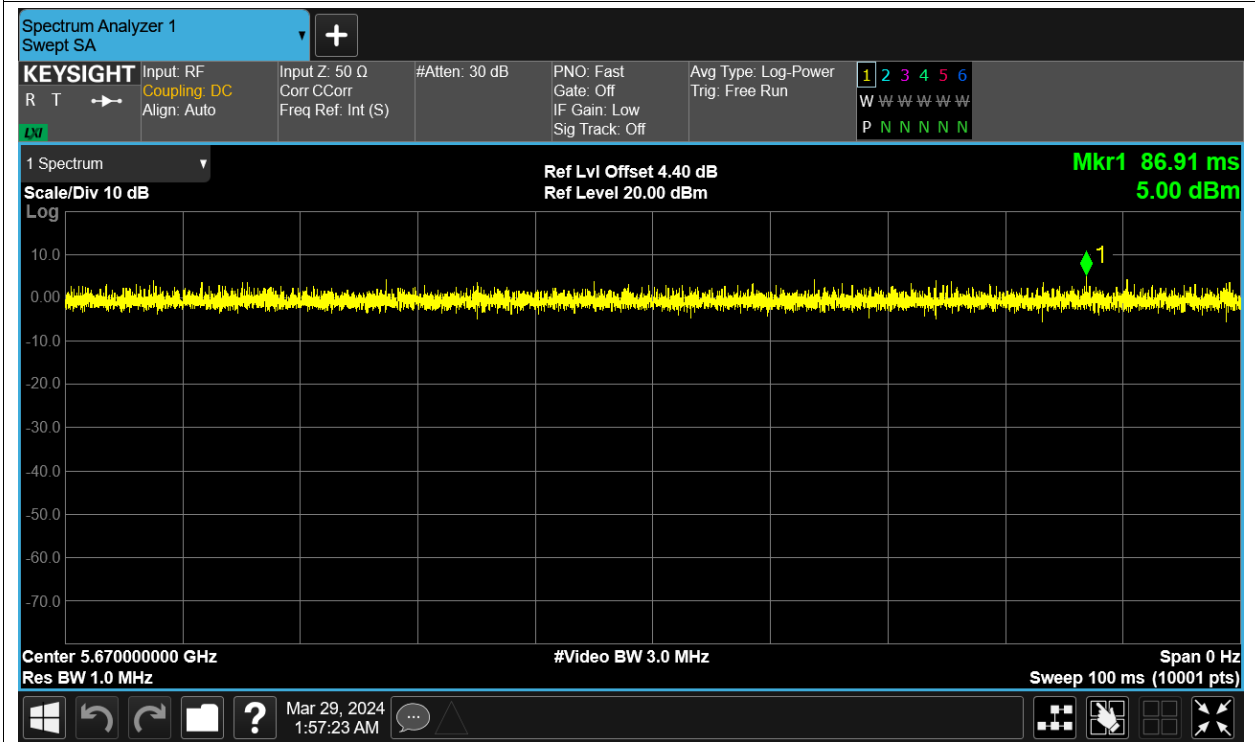 Spectrum Analyzer 1
Swept SA
+
KEYSIGHT
R T
LXI
Input: RF
Coupling: DC
Align: Auto
Input Z: 50 Ω
Corr CCorr
Freq Ref: Int (S)
#Atten: 30 dB
PNO: Fast
Gate: Off
IF Gain: Low
Sig Track: Off
Avg Type: Log-Power
Trig: Free Run
1 2 3 4 5 6
W W W W W W
P N N N N N
1 Spectrum
Scale/Div 10 dB
Log
Ref Lvl Offset 4.40 dB
Ref Level 20.00 dBm
Mkr1 86.91 ms
5.00 dBm
1
10.0
0.00
-10.0
-20.0
-30.0
-40.0
-50.0
-60.0
-70.0
Center 5.670000000 GHz
Res BW 1.0 MHz
#Video BW 3.0 MHz
Span 0 Hz
Sweep 100 ms (10001 pts)
?
Mar 29, 2024
1:57:23 AM